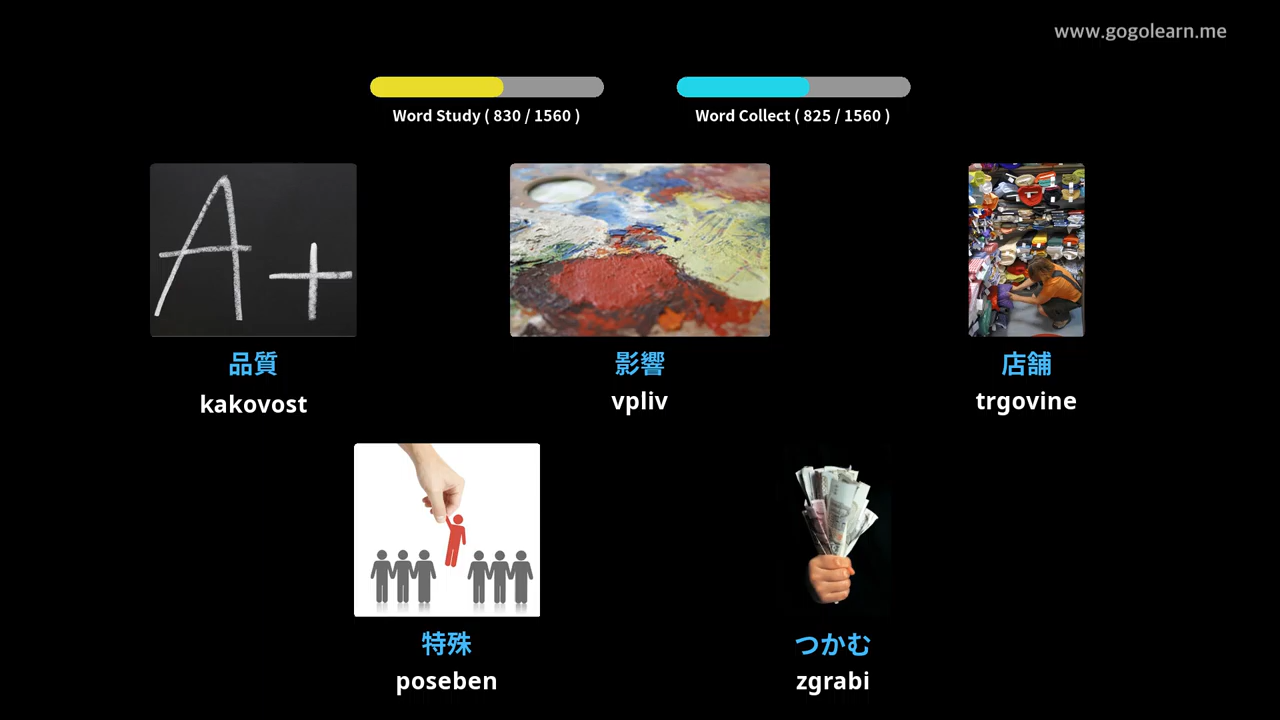 www.gogolearn.me
Word Study ( 830 / 1560 )
Word Collect ( 825 / 1560 )
A+
品質
kakovost
影響
vpliv
店舗
trgovine
特殊
poseben
つかむ
zgrabi